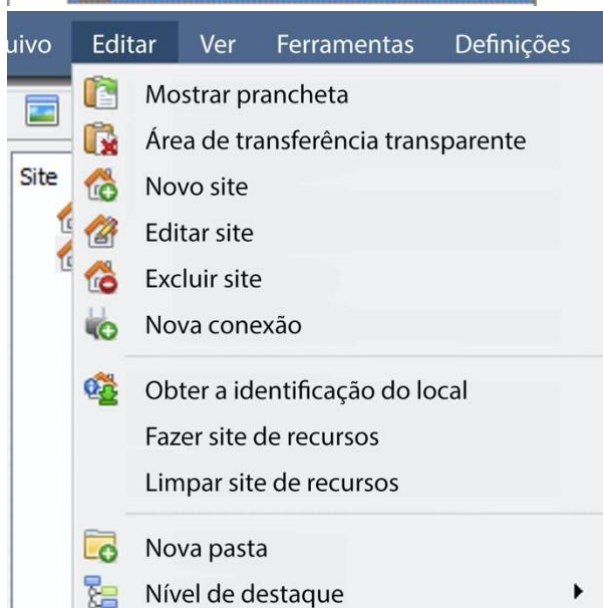 uivo Editar Ver Ferramentas Definições
Mostrar prancheta
Área de transferência transparente
Site
Novo site
Editar site
Excluir site
Nova conexão
Obter a identificação do local
Fazer site de recursos
Limpar site de recursos
Nova pasta
Nível de destaque